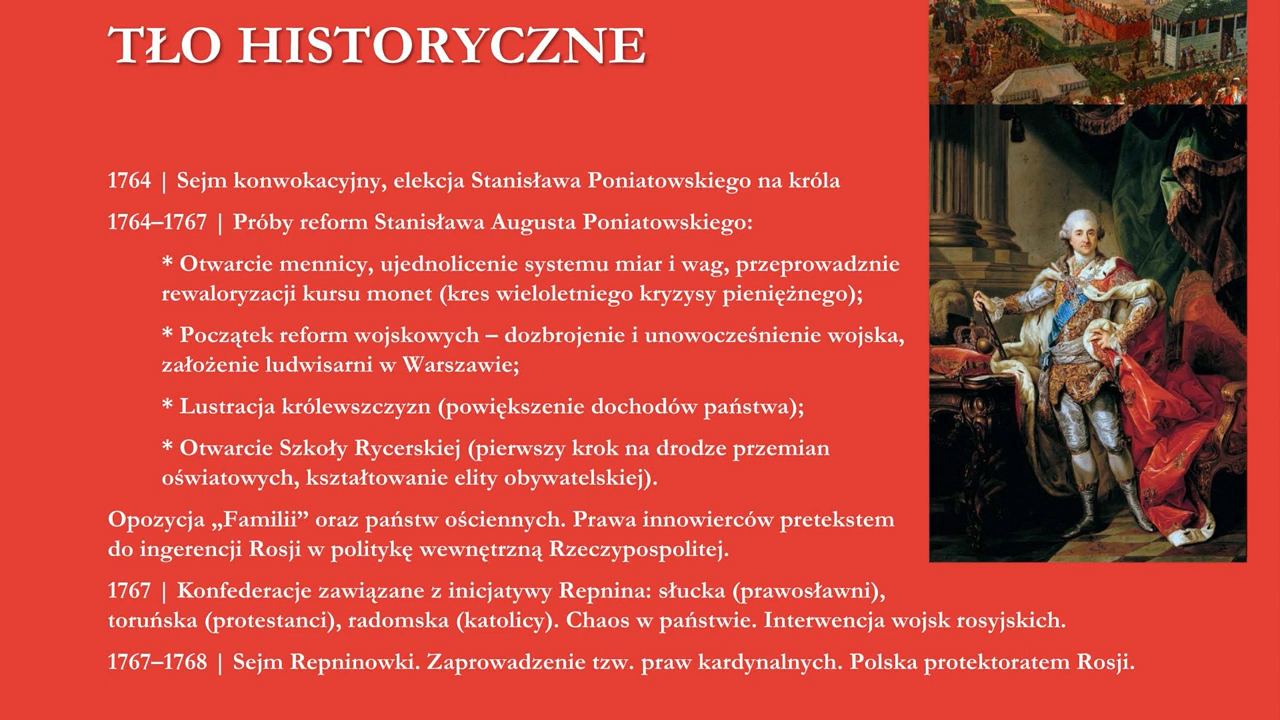 TŁO HISTORYCZNE
1764 | Sejm konwokacyjny, elekcja Stanisława Poniatowskiego na króla
1764–1767 | Próby reform Stanisława Augusta Poniatowskiego:
* Otwarcie mennicy, ujednolicenie systemu miar i wag, przeprowadznie
rewaloryzacji kursu monet (kres wieloletniego kryzysy pieniężnego);
* Początek reform wojskowych – dozbrojenie i unowocześnienie wojska,
założenie ludwisarni w Warszawie;
* Lustracja królewszczyzn (powiększenie dochodów państwa);
* Otwarcie Szkoły Rycerskiej (pierwszy krok na drodze przemian
oświatowych, kształtowanie elity obywatelskiej).
Opozycja „Familii” oraz państw ościennych. Prawa innowierców pretekstem
do ingerencji Rosji w politykę wewnętrzną Rzeczypospolitej.
1767 | Konfederacje zawiązane z inicjatywy Repnina: słucka (prawosławni),
toruńska (protestanci), radomska (katolicy). Chaos w państwie. Interwencja wojsk rosyjskich.
1767–1768 | Sejm Repninowki. Zaprowadzenie tzw. praw kardynalnych. Polska protektoratem Rosji.